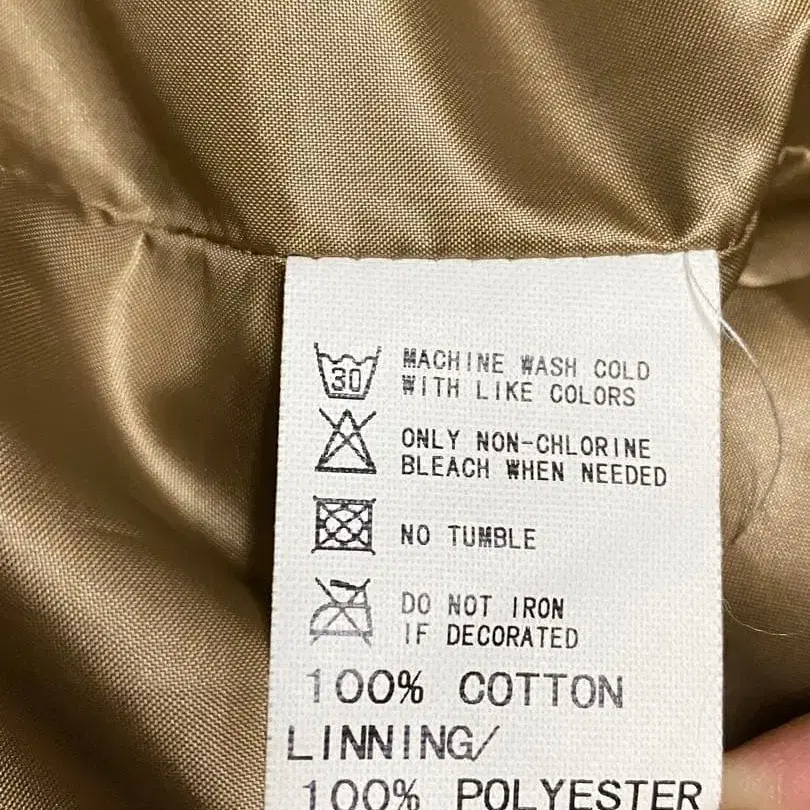 30 MACHINE WASH COLD
WITH LIKE COLORS
ONLY NON-CHLORINE
BLEACH WHEN NEEDED
NO TUMBLE
DO NOT IRON
IF DECORATED
100% COTTON
LINNING/
100% POLYESTER